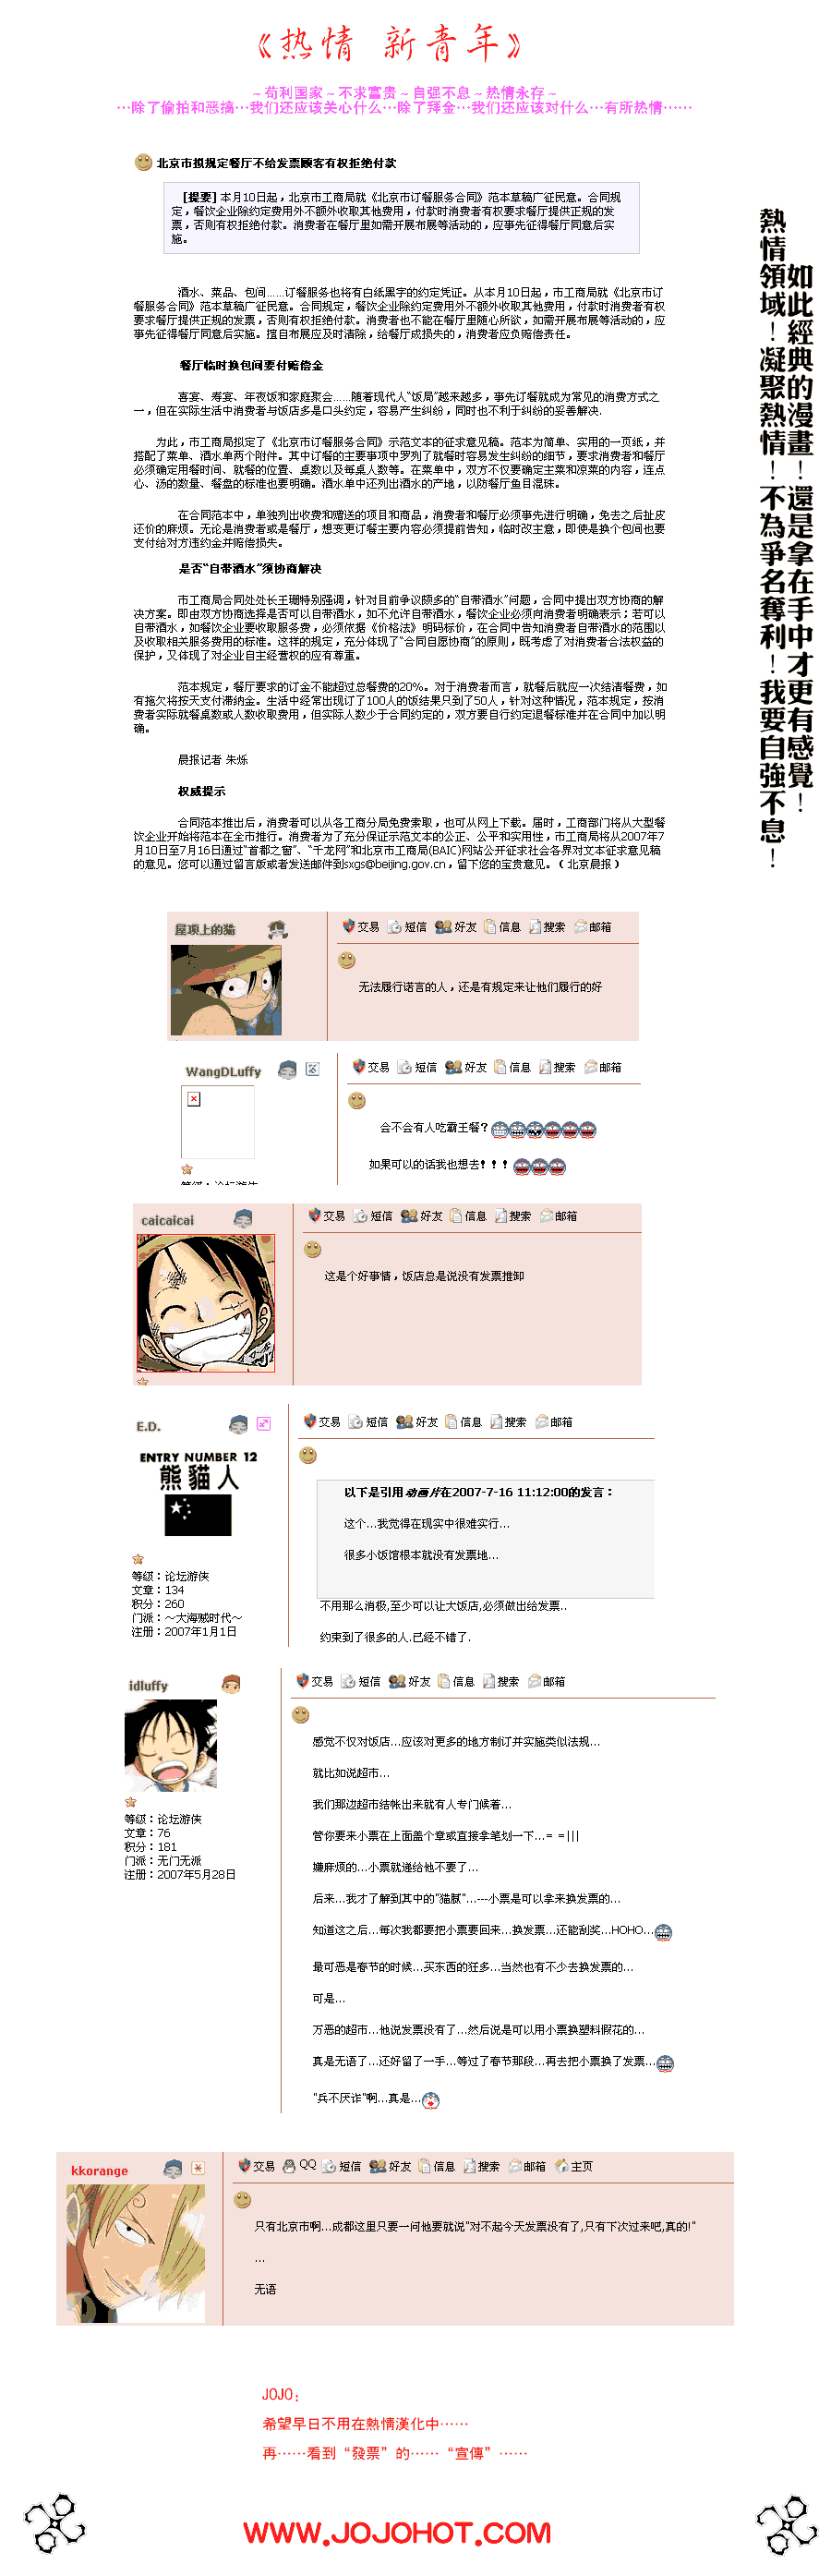 《热情 新青年》
~苟利国家~不求富贵~自强不息~热情永存~
…除了偷拍和恶搞…我们还应该关心什么…除了拜金…我们还应该对什么…有所热情……
如此經典的漫畫！還是拿在手中才更有感覺！
熱情領域！凝聚熱情！不為爭名奪利！我要自強不息！
北京市拟规定餐厅不给发票顾客有权拒绝付款
[提要] 本月10日起，北京市工商局就《北京市订餐服务合同》范本草稿广征民意。合同规
定，餐饮企业除约定费用外不额外收取其他费用，付款时消费者有权要求餐厅提供正规的发
票，否则有权拒绝付款。消费者在餐厅里如需开展布展等活动的，应事先征得餐厅同意后实
施。
酒水、菜品、包间……订餐服务也将有白纸黑字的约定凭证。从本月10日起，市工商局就《北京市订
餐服务合同》范本草稿广征民意。合同规定，餐饮企业除约定费用外不额外收取其他费用，付款时消费者有权
要求餐厅提供正规的发票，否则有权拒绝付款。消费者也不能在餐厅里随心所欲，如需开展布展等活动的，应
事先征得餐厅同意后实施。擅自布展应及时清除，给餐厅成损失的，消费者应负赔偿责任。
餐厅临时换包间要付赔偿金
喜宴、寿宴、年夜饭和家庭聚会……随着现代人“饭局”越来越多，事先订餐就成为常见的消费方式之
一，但在实际生活中消费者与饭店多是口头约定，容易产生纠纷，同时也不利于纠纷的妥善解决.
为此，市工商局拟定了《北京市订餐服务合同》示范文本的征求意见稿。范本为简单、实用的一页纸，并
搭配了菜单、酒水单两个附件。其中订餐的主要事项中罗列了就餐时容易发生纠纷的细节，要求消费者和餐厅
必须确定用餐时间、就餐的位置、桌数以及每桌人数等。在菜单中，双方不仅要确定主菜和凉菜的内容，连点
心、汤的数量、餐盘的标准也要明确。酒水单中还列出酒水的产地，以防餐厅鱼目混珠。
在合同范本中，单独列出收费和赠送的项目和商品，消费者和餐厅必须事先进行明确，免去之后扯皮
还价的麻烦。无论是消费者或是餐厅，想变更订餐主要内容必须提前告知，临时改主意，即使是换个包间也要
支付给对方违约金并赔偿损失。
是否“自带酒水”须协商解决
市工商局合同处处长王珊特别强调，针对目前争议颇多的“自带酒水”问题，合同中提出双方协商的解
决方案。即由双方协商选择是否可以自带酒水，如不允许自带酒水，餐饮企业必须向消费者明确表示；若可以
自带酒水，如餐饮企业要收取服务费，必须依据《价格法》明码标价，在合同中告知消费者自带酒水的范围以
及收取相关服务费用的标准。这样的规定，充分体现了“合同自愿协商”的原则，既考虑了对消费者合法权益的
保护，又体现了对企业自主经营权的应有尊重。
范本规定，餐厅要求的订金不能超过总餐费的20%。对于消费者而言，就餐后就应一次结清餐费，如
有拖欠将按天支付滞纳金。生活中经常出现订了100人的饭结果只到了50人，针对这种情况，范本规定，按消
费者实际就餐桌数或人数收取费用，但实际人数少于合同约定的，双方要自行约定退餐标准并在合同中加以明
确。
晨报记者 朱烁
权威提示
合同范本推出后，消费者可以从各工商分局免费索取，也可从网上下载。届时，工商部门将从大型餐
饮企业开始将范本在全市推行。消费者为了充分保证示范文本的公正、公平和实用性，市工商局将从2007年7
月10日至7月16日通过“首都之窗”、“千龙网”和北京市工商局(BAIC)网站公开征求社会各界对文本征求意见稿
的意见。您可以通过留言版或者发送邮件到sxgs@beijing.gov.cn，留下您的宝贵意见。（北京晨报）
屋顶上的猫
交易 短信 好友 信息 搜索 邮箱
无法履行诺言的人，还是有规定来让他们履行的好
WangDLuffy
交易 短信 好友 信息 搜索 邮箱
会不会有人吃霸王餐？
如果可以的话我也想去！！！
caicaicai
交易 短信 好友 信息 搜索 邮箱
这是个好事情，饭店总是说没有发票推卸
E.D.
ENTRY NUMBER 12
熊貓人
等级：论坛游侠
文章：134
积分：260
门派：～大海贼时代～
注册：2007年1月1日
交易 短信 好友 信息 搜索 邮箱
以下是引用动画片在2007-7-16 11:12:00的发言：
这个...我觉得在现实中很难实行...
很多小饭馆根本就没有发票地...
不用那么消极,至少可以让大饭店,必须做出给发票..
约束到了很多的人.已经不错了.
idluffy
等级：论坛游侠
文章：76
积分：181
门派：无门无派
注册：2007年5月28日
交易 短信 好友 信息 搜索 邮箱
感觉不仅对饭店...应该对更多的地方制订并实施类似法规...
就比如说超市...
我们那边超市结帐出来就有人专门候着...
管你要来小票在上面盖个章或直接拿笔划一下...= =|||
嫌麻烦的...小票就递给他不要了...
后来...我才了解到其中的"猫腻"...---小票是可以拿来换发票的...
知道这之后...每次我都要把小票要回来...换发票...还能刮奖...HOHO...
最可恶是春节的时候...买东西的狂多...当然也有不少去换发票的...
可是...
万恶的超市...他说发票没有了...然后说是可以用小票换塑料假花的...
真是无语了...还好留了一手...等过了春节那段...再去把小票换了发票...
"兵不厌诈"啊...真是...
kkorange
交易 QQ 短信 好友 信息 搜索 邮箱 主页
只有北京市啊...成都这里只要一问他要就说"对不起今天发票没有了,只有下次过来吧,真的!"
...
无语
JOJO：
希望早日不用在熱情漢化中……
再……看到“發票”的……“宣傳”……
WWW.JOJOHOT.COM